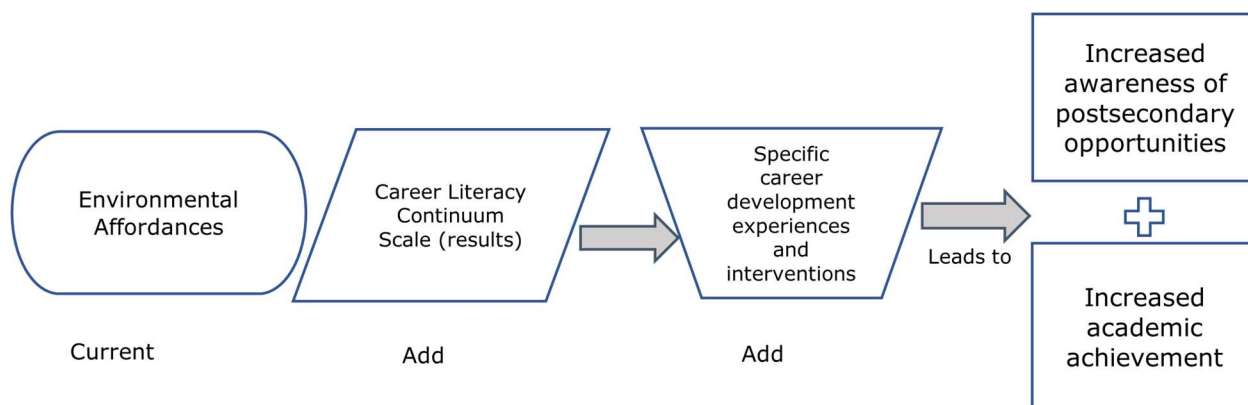 Environmental
Affordances
Current
Career Literacy
Continuum
Scale (results)
Add
Specific
career
development
experiences
and
interventions
Add
Leads to
Increased
awareness of
postsecondary
opportunities
Increased
academic
achievement